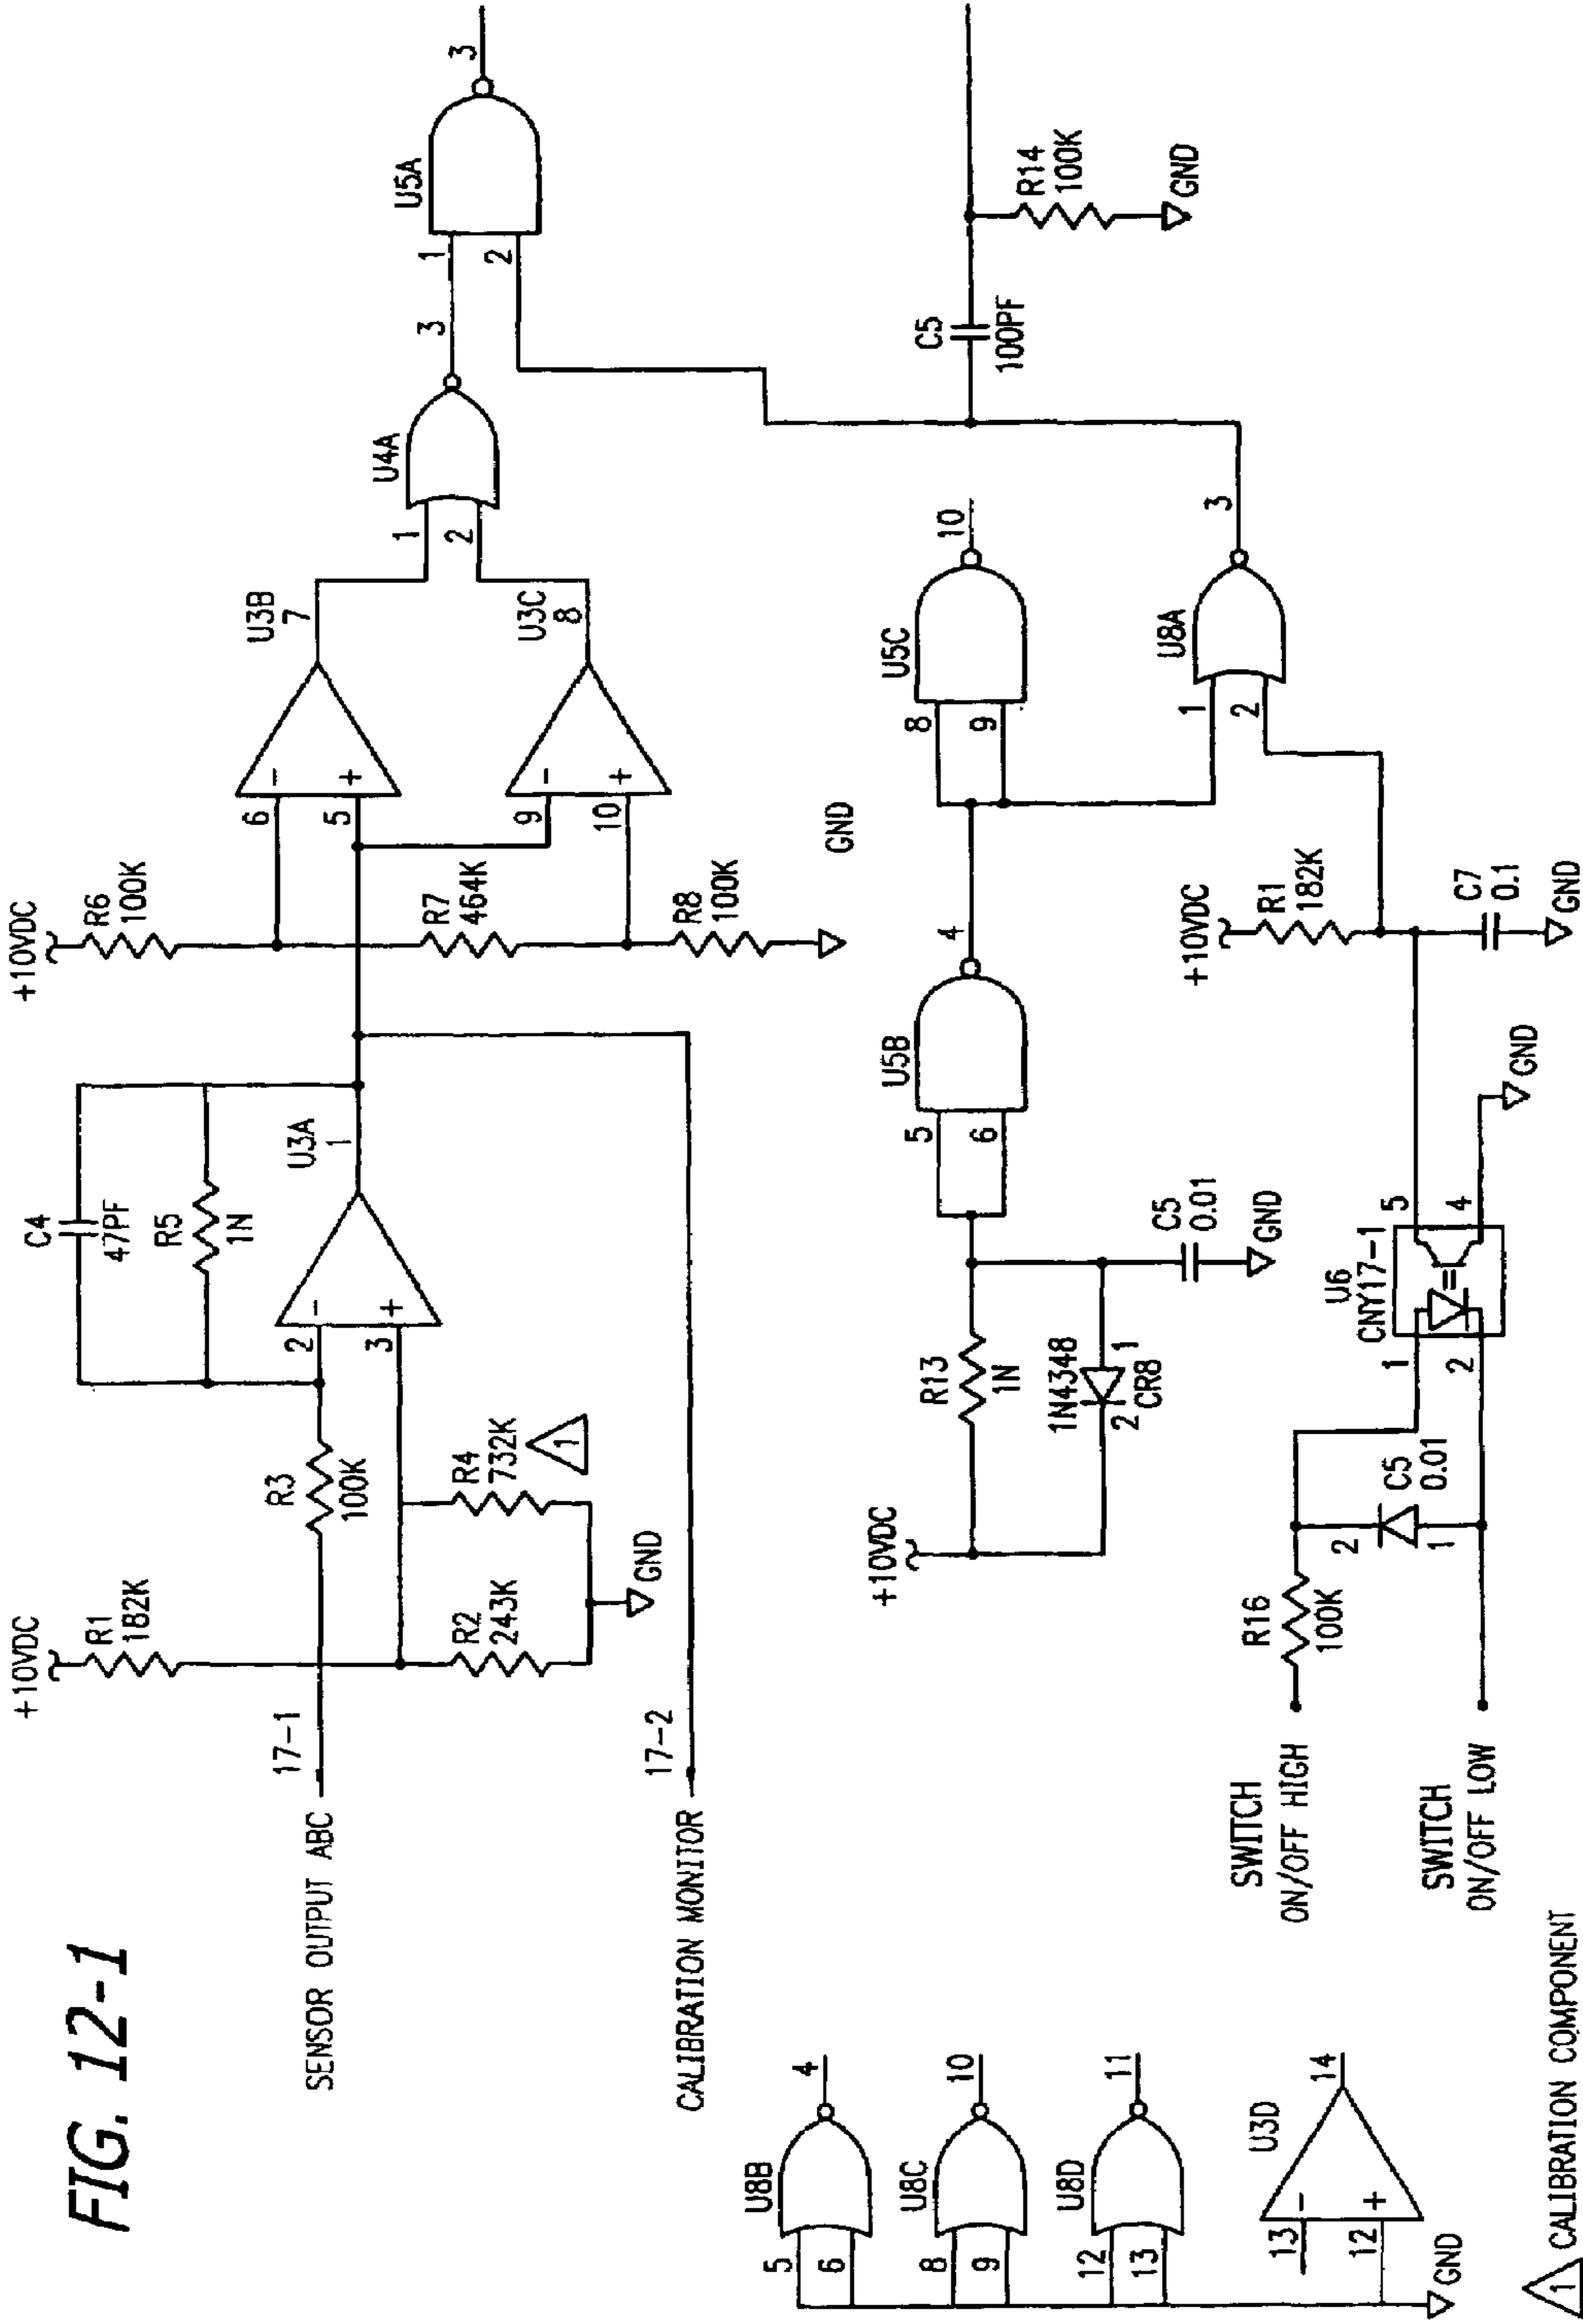 FIG. 12-1
SENSOR OUTPUT ABC
17-1
CALIBRATION MONITOR
17-2
+10VDC
R1
182K
R2
243K
GND
R3
100K
R4
732K
1
C4
47PF
R5
1N
2
3
U3A
1
+10VDC
R6
100K
R7
464K
R8
100K
GND
6
5
U3B
7
9
10
U3C
8
1
2
U4A
3
1
2
U5A
3
+10VDC
R13
1N
1N4348
2
1
CR8
C5
0.01
GND
5
6
U5B
4
8
9
U5C
10
1
2
U8A
3
C5
100PF
R14
100K
GND
+10VDC
R1
182K
C7
0.1
GND
SWITCH
ON/OFF HIGH
SWITCH
ON/OFF LOW
R16
100K
2
1
C5
0.01
1
2
U6
CNY17-1
5
4
GND
U8B
5
6
4
U8C
8
9
10
U8D
12
13
11
U3D
13
12
14
GND
1 CALIBRATION COMPONENT
-
+
-
+
-
+
-
+